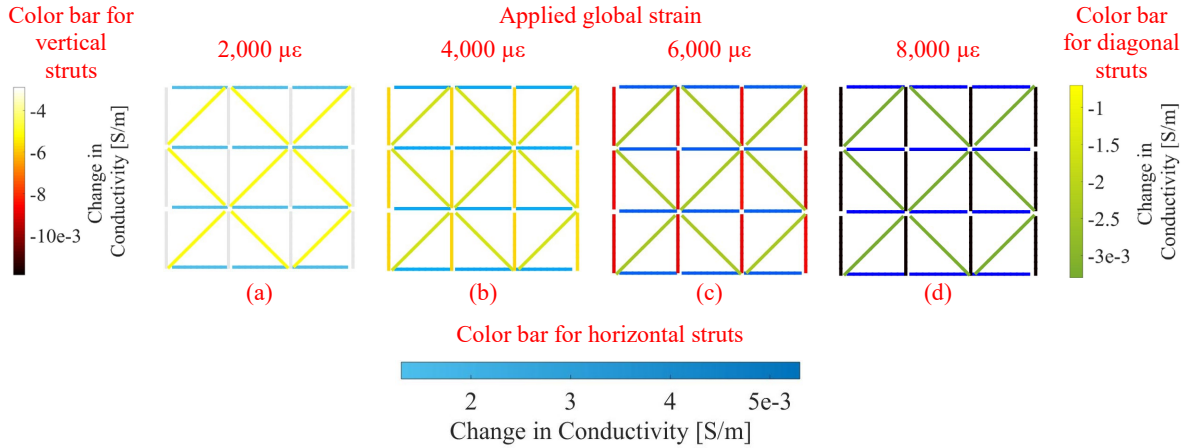 Color bar for
vertical
struts
Applied global strain
2,000 με
4,000 με
6,000 με
8,000 με
Color bar
for diagonal
struts
-4
-6
-8
-10e-3
Change in
Conductivity [S/m]
-1
-1.5
-2
-2.5
-3e-3
Change in
Conductivity [S/m]
(a)
(b)
(c)
(d)
Color bar for horizontal struts
2
3
4
5e-3
Change in Conductivity [S/m]